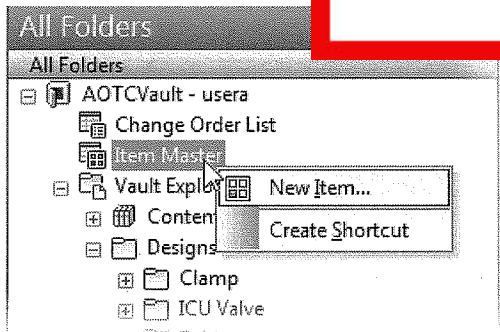 All Folders
All Folders
AOTCVault - usera
Change Order List
Item Master
Vault Expl
New Item...
Conten
Create Shortcut
Designs
Clamp
ICU Valve